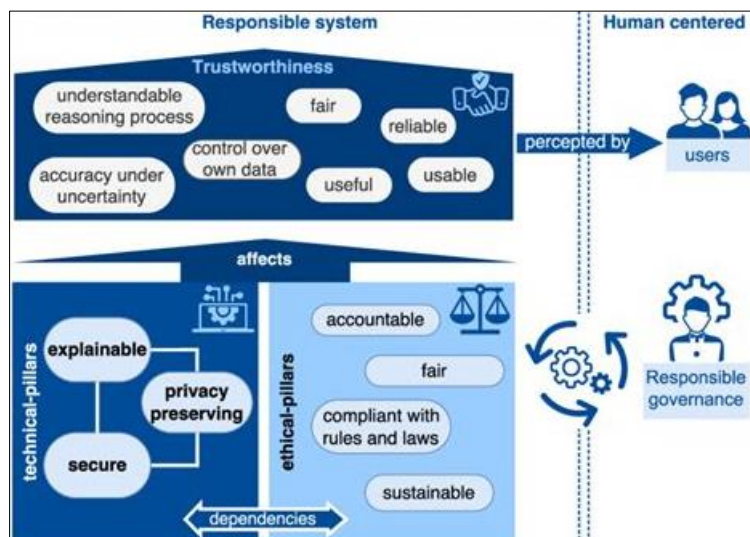 Responsible system
Human centered
Trustworthiness
understandable
reasoning process
fair
reliable
control over
own data
accuracy under
uncertainty
useful
usable
percepted by
users
affects
technical-pillars
explainable
privacy
preserving
secure
ethical-pillars
accountable
fair
compliant with
rules and laws
sustainable
dependencies
Responsible
governance